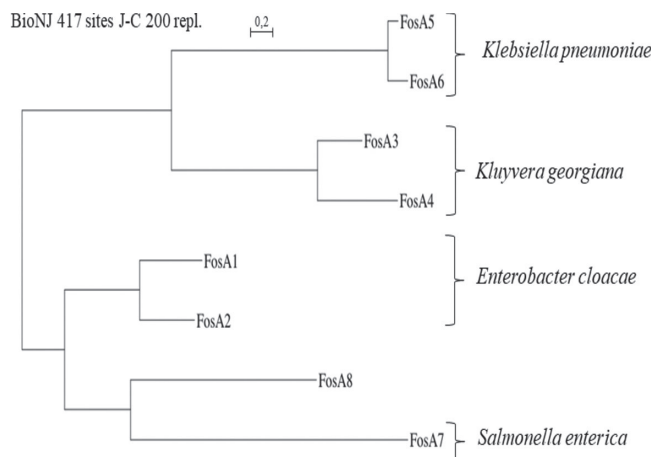 BioNJ 417 sites J-C 200 repl.
0,2
FosA5
Klebsiella pneumoniae
FosA6
FosA3
Kluyvera georgiana
FosA4
FosA1
Enterobacter cloacae
FosA2
FosA8
FosA7
Salmonella enterica